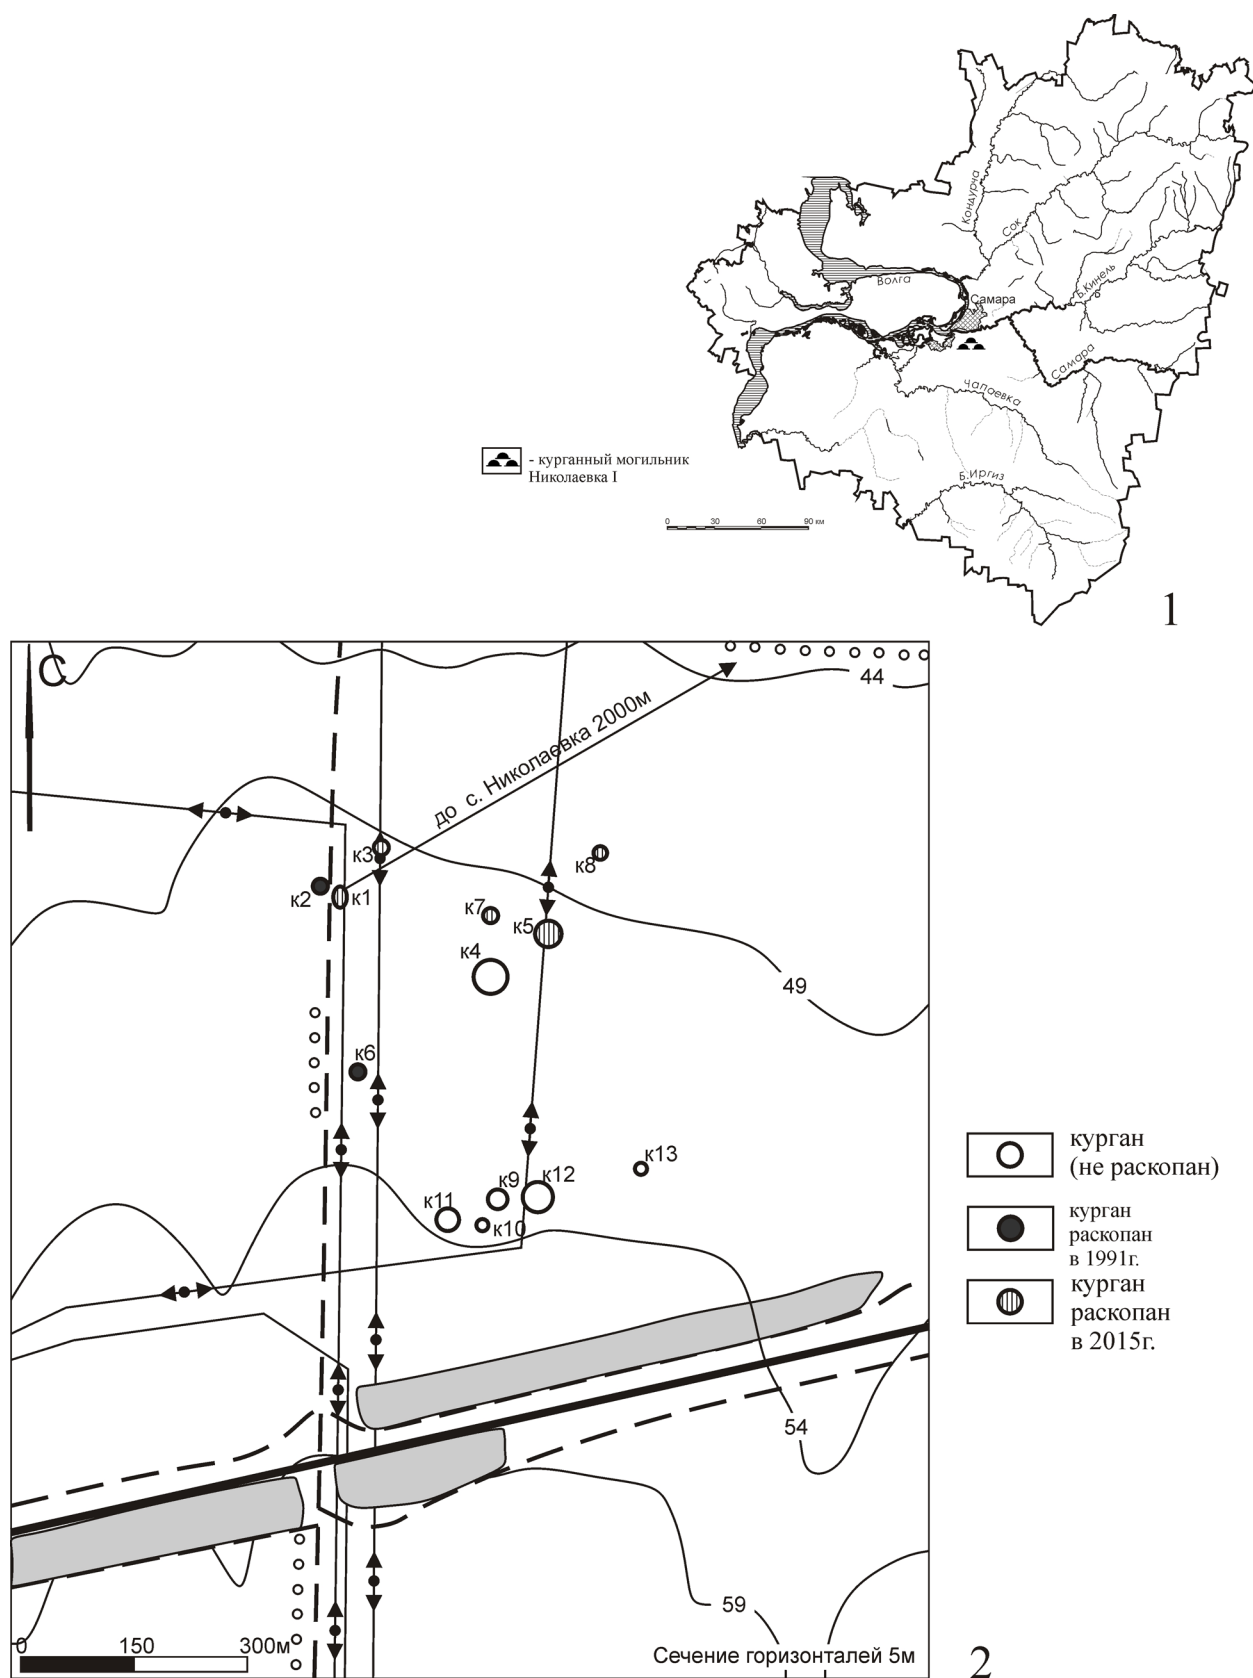 Кондурча
Сок
Волга
Самара
Б.Кинель
Самара
Чапаевка
- курганный могильник
Николаевка I
Б.Иргиз
0 30 60 90 км
1
С
44
до с. Николаевка 2000м
к3
к8
к2
к1
к7
к5
к4
49
к6
к13
к9
к12
к11
к10
курган
(не раскопан)
курган
раскопан
в 1991г.
курган
раскопан
в 2015г.
54
59
0 150 300м
Сечение горизонталей 5м
2